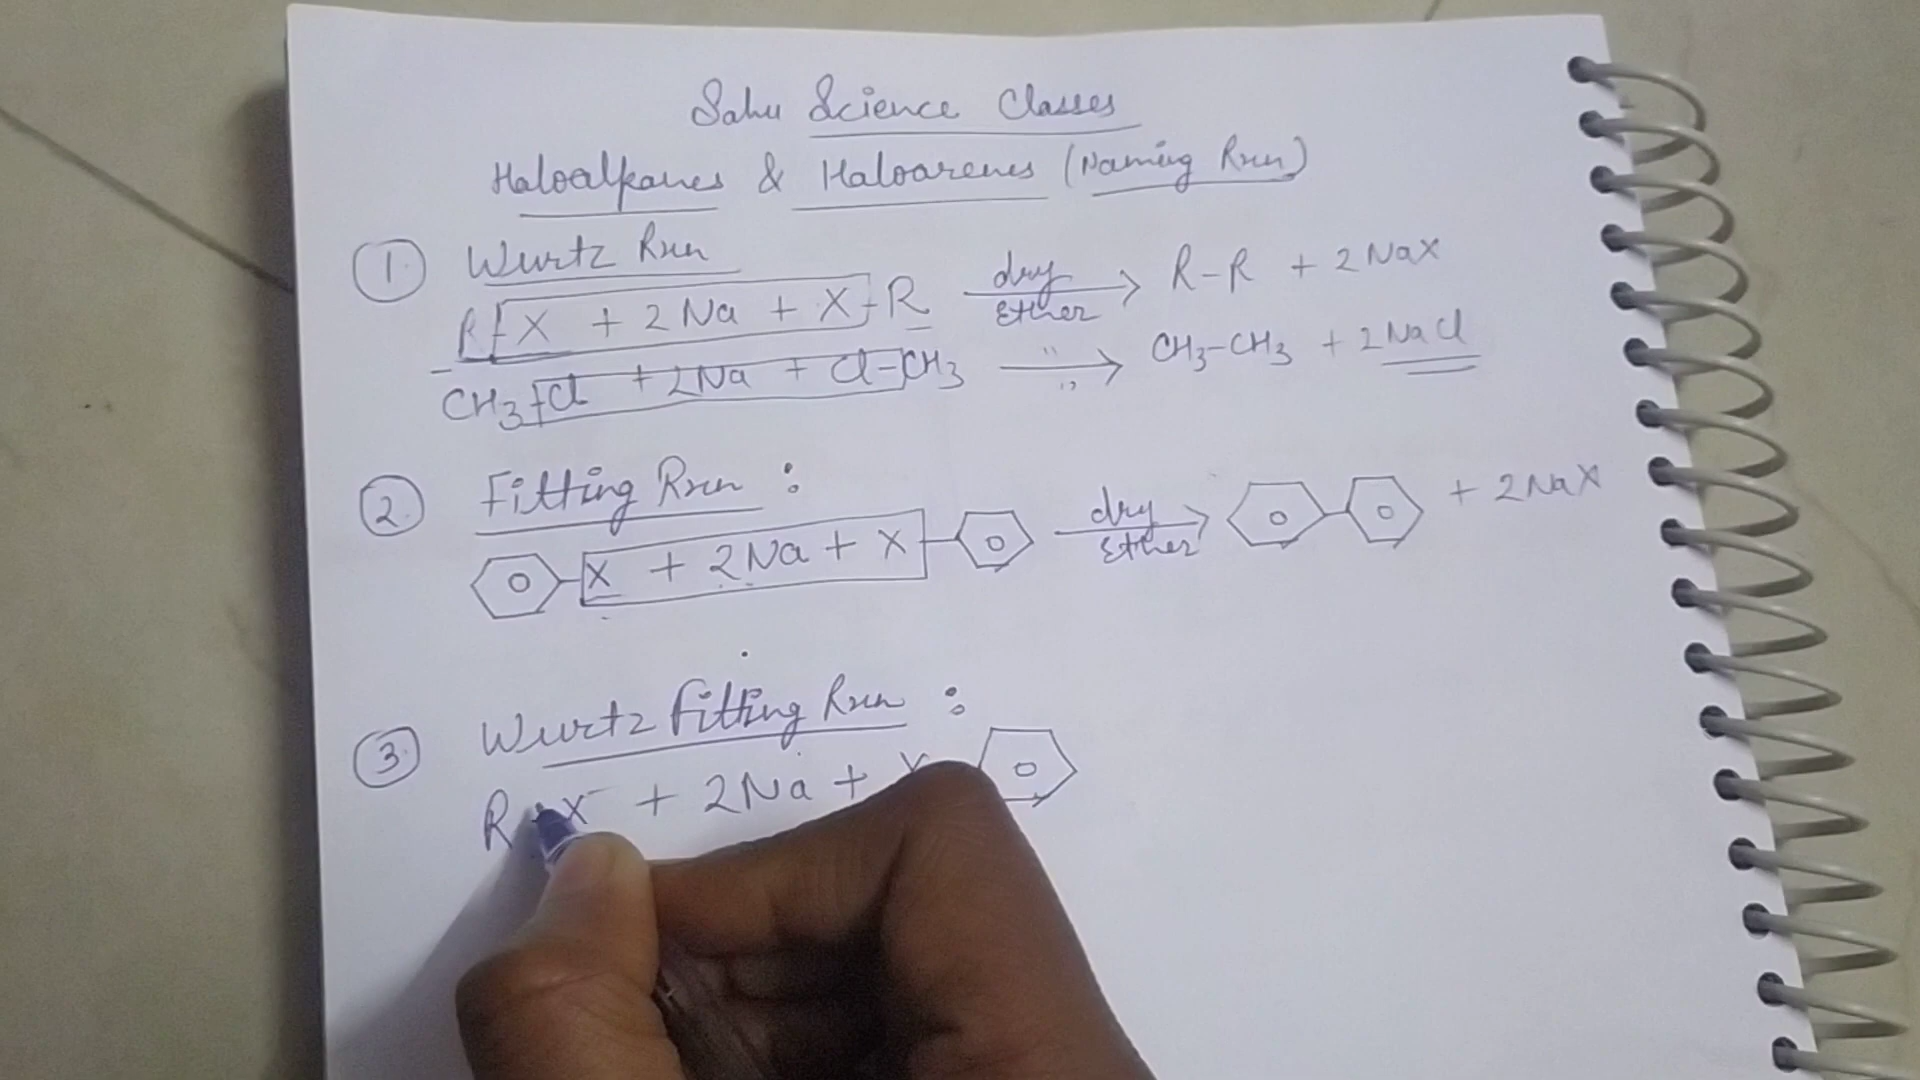 Sahu Science Classes
Haloalkanes & Haloarenes (Naming Rxn)
1. Wurtz Rxn
R-X + 2Na + X-R dry Ether → R-R + 2NaX
CH3-Cl + 2Na + Cl-CH3 " → " CH3-CH3 + 2NaCl
2. Fitting Rxn :
X + 2Na + X dry Ether → + 2NaX
3. Wurtz Fitting Rxn :
R-X + 2Na + X